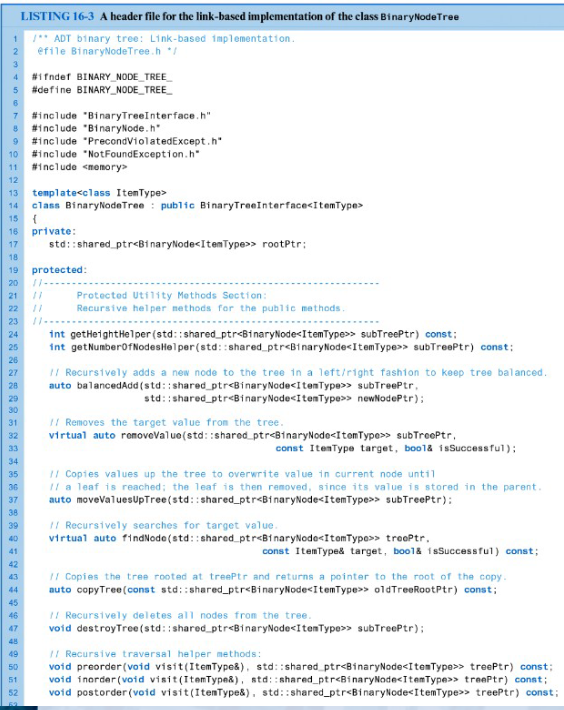 LISTING 16-3 A header file for the link-based implementation of the class BinaryNodeTree
1 /** ADT binary tree: Link-based implementation.
2 @file BinaryNodeTree.h */
3
4 #ifndef BINARY_NODE_TREE_
5 #define BINARY_NODE_TREE_
6
7 #include "BinaryTreeInterface.h"
8 #include "BinaryNode.h"
9 #include "PrecondViolatedExcept.h"
10 #include "NotFoundException.h"
11 #include <memory>
12
13 template<class ItemType>
14 class BinaryNodeTree : public BinaryTreeInterface<ItemType>
15 {
16 private:
17 std::shared_ptr<BinaryNode<ItemType>> rootPtr;
18
19 protected:
20 //------------------------------------------------------------
21 // Protected Utility Methods Section:
22 // Recursive helper methods for the public methods.
23 //------------------------------------------------------------
24 int getHeightHelper(std::shared_ptr<BinaryNode<ItemType>> subTreePtr) const;
25 int getNumberOfNodesHelper(std::shared_ptr<BinaryNode<ItemType>> subTreePtr) const;
26
27 // Recursively adds a new node to the tree in a left/right fashion to keep tree balanced.
28 auto balancedAdd(std::shared_ptr<BinaryNode<ItemType>> subTreePtr,
29 std::shared_ptr<BinaryNode<ItemType>> newNodePtr);
30
31 // Removes the target value from the tree.
32 virtual auto removeValue(std::shared_ptr<BinaryNode<ItemType>> subTreePtr,
33 const ItemType target, bool& isSuccessful);
34
35 // Copies values up the tree to overwrite value in current node until
36 // a leaf is reached; the leaf is then removed, since its value is stored in the parent.
37 auto moveValuesUpTree(std::shared_ptr<BinaryNode<ItemType>> subTreePtr);
38
39 // Recursively searches for target value.
40 virtual auto findNode(std::shared_ptr<BinaryNode<ItemType>> treePtr,
41 const ItemType& target, bool& isSuccessful) const;
42
43 // Copies the tree rooted at treePtr and returns a pointer to the root of the copy.
44 auto copyTree(const std::shared_ptr<BinaryNode<ItemType>> oldTreeRootPtr) const;
45
46 // Recursively deletes all nodes from the tree.
47 void destroyTree(std::shared_ptr<BinaryNode<ItemType>> subTreePtr);
48
49 // Recursive traversal helper methods:
50 void preorder(void visit(ItemType&), std::shared_ptr<BinaryNode<ItemType>> treePtr) const;
51 void inorder(void visit(ItemType&), std::shared_ptr<BinaryNode<ItemType>> treePtr) const;
52 void postorder(void visit(ItemType&), std::shared_ptr<BinaryNode<ItemType>> treePtr) const;